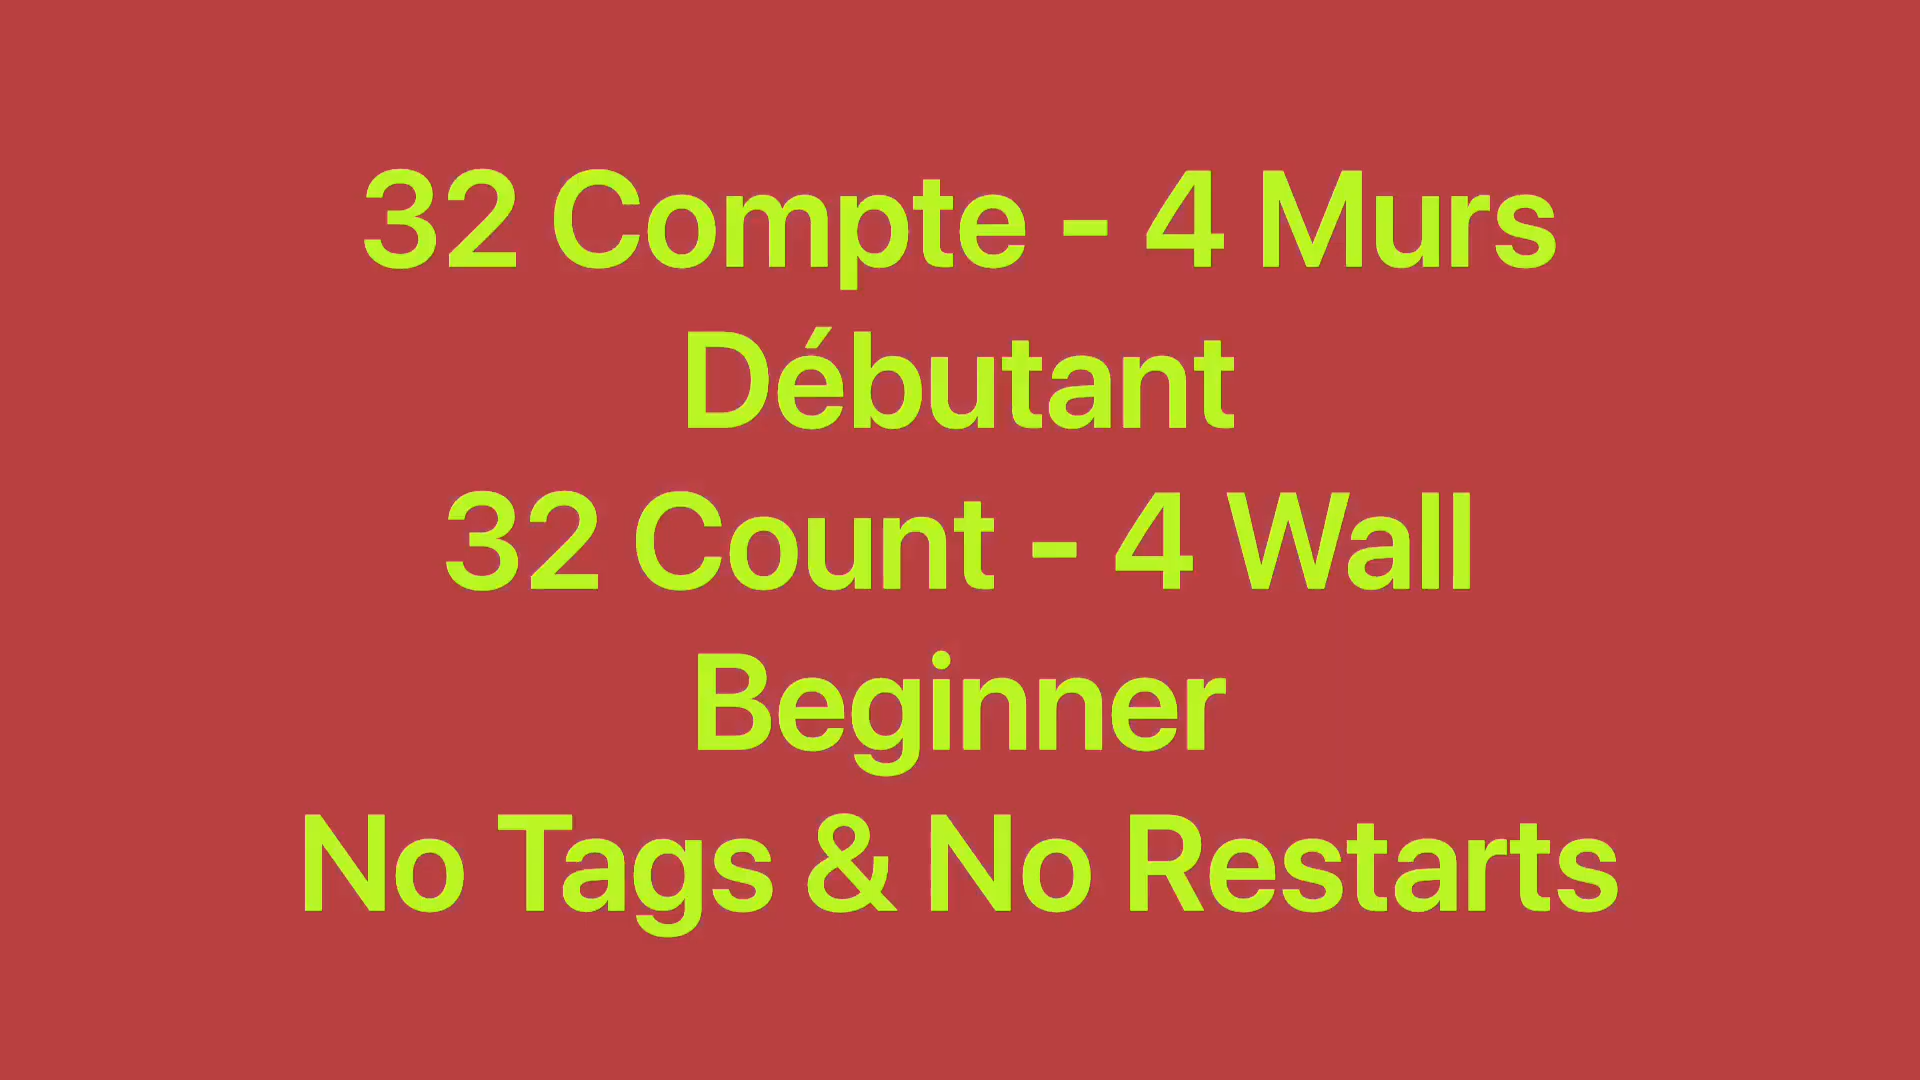 32 Compte - 4 Murs
Débutant
32 Count - 4 Wall
Beginner
No Tags & No Restarts